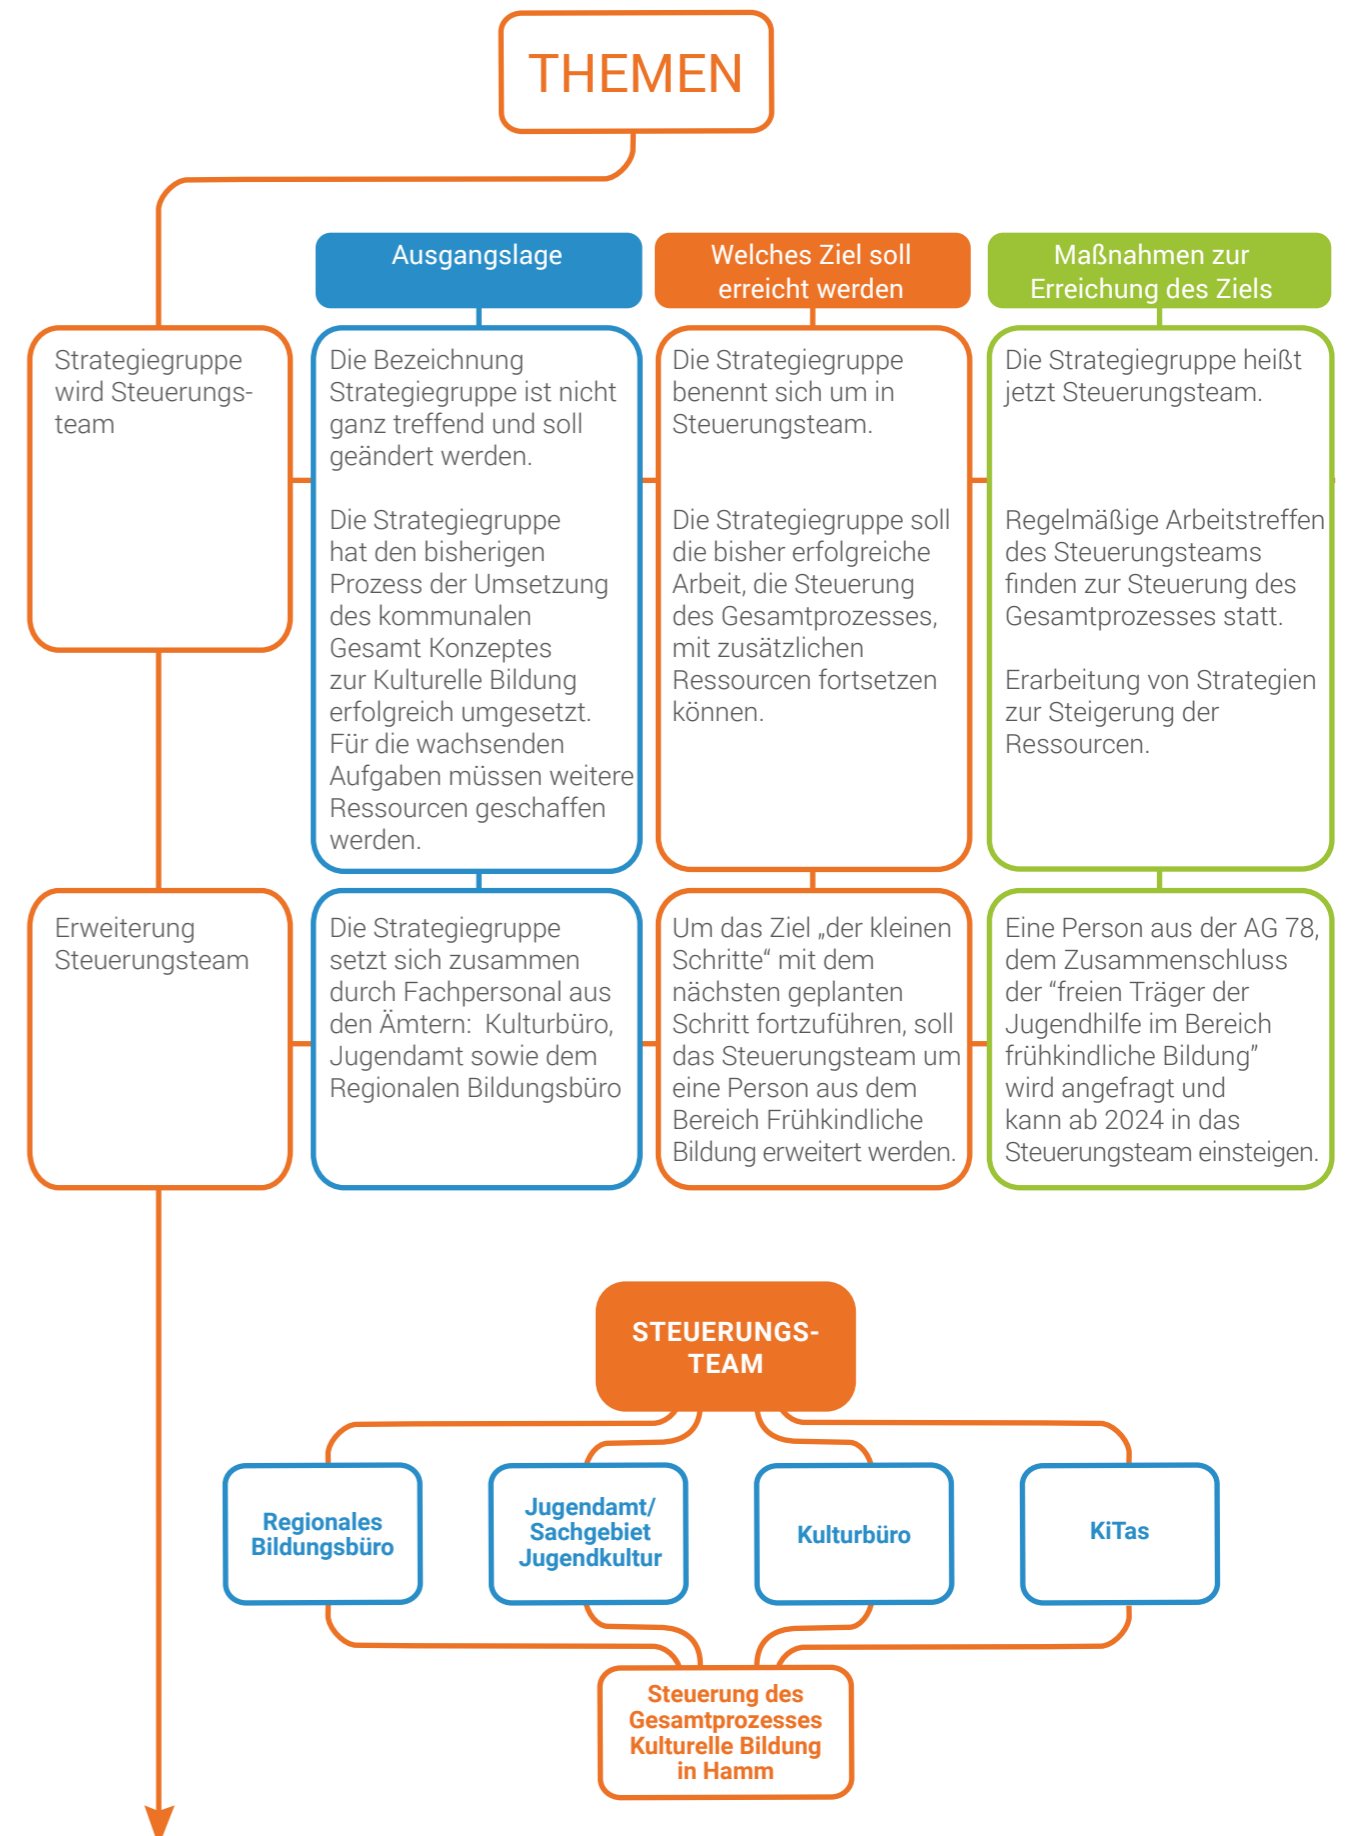 THEMEN
Ausgangslage
Welches Ziel soll
erreicht werden
Maßnahmen zur
Erreichung des Ziels
Strategiegruppe
wird Steuerungs-
team
Die Bezeichnung
Strategiegruppe ist nicht
ganz treffend und soll
geändert werden.
Die Strategiegruppe
hat den bisherigen
Prozess der Umsetzung
des kommunalen
Gesamt Konzeptes
zur Kulturelle Bildung
erfolgreich umgesetzt.
Für die wachsenden
Aufgaben müssen weitere
Ressourcen geschaffen
werden.
Die Strategiegruppe
benennt sich um in
Steuerungsteam.
Die Strategiegruppe soll
die bisher erfolgreiche
Arbeit, die Steuerung
des Gesamtprozesses,
mit zusätzlichen
Ressourcen fortsetzen
können.
Die Strategiegruppe heißt
jetzt Steuerungsteam.
Regelmäßige Arbeitstreffen
des Steuerungsteams
finden zur Steuerung des
Gesamtprozesses statt.
Erarbeitung von Strategien
zur Steigerung der
Ressourcen.
Erweiterung
Steuerungsteam
Die Strategiegruppe
setzt sich zusammen
durch Fachpersonal aus
den Ämtern:  Kulturbüro,
Jugendamt sowie dem
Regionalen Bildungsbüro
Um das Ziel „der kleinen
Schritte“ mit dem
nächsten geplanten
Schritt fortzuführen, soll
das Steuerungsteam um
eine Person aus dem
Bereich Frühkindliche
Bildung erweitert werden.
Eine Person aus der AG 78,
dem Zusammenschluss
der “freien Träger der
Jugendhilfe im Bereich
frühkindliche Bildung”
wird angefragt und
kann ab 2024 in das
Steuerungsteam einsteigen.
STEUERUNGS-
TEAM
Regionales
Bildungsbüro
Jugendamt/
Sachgebiet
Jugendkultur
Kulturbüro
KiTas
Steuerung des
Gesamtprozesses
Kulturelle Bildung
in Hamm